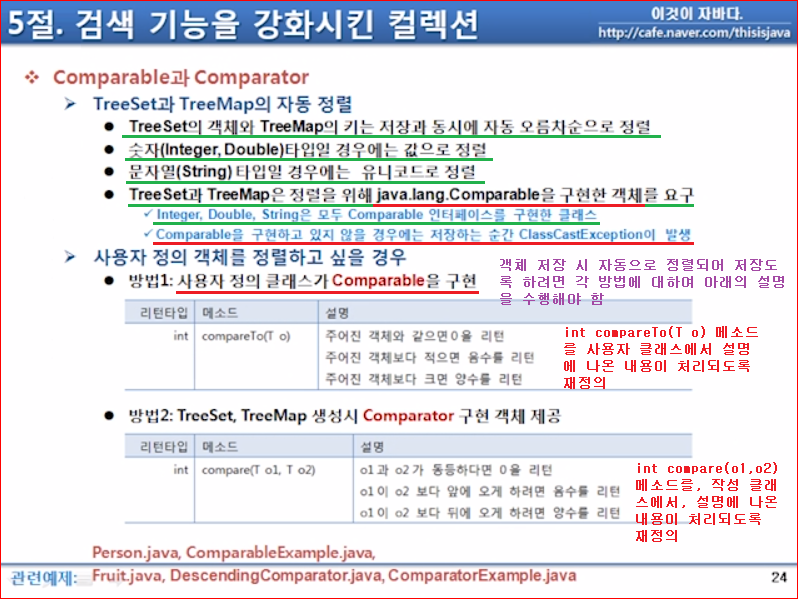 5절. 검색 기능을 강화시킨 컬렉션
이것이 자바다.
http://cafe.naver.com/thisisjava
❖ Comparable과 Comparator
➢ TreeSet과 TreeMap의 자동 정렬
● TreeSet의 객체와 TreeMap의 키는 저장과 동시에 자동 오름차순으로 정렬
● 숫자(Integer, Double)타입일 경우에는 값으로 정렬
● 문자열(String) 타입일 경우에는 유니코드로 정렬
● TreeSet과 TreeMap은 정렬을 위해 java.lang.Comparable을 구현한 객체를 요구
✓ Integer, Double, String은 모두 Comparable 인터페이스를 구현한 클래스
✓ Comparable을 구현하고 있지 않을 경우에는 저장하는 순간 ClassCastException이 발생
➢ 사용자 정의 객체를 정렬하고 싶을 경우
● 방법1: 사용자 정의 클래스가 Comparable을 구현
객체 저장 시 자동으로 정렬되어 저장도
록 하려면 각 방법에 대하여 아래의 설명
을 수행해야 함
리턴타입 메소드 설명
int compareTo(T o) 주어진 객체와 같으면 0을 리턴
주어진 객체보다 적으면 음수를 리턴
주어진 객체보다 크면 양수를 리턴
int compareTo(T o) 메소드
를 사용자 클래스에서 설명
에 나온 내용이 처리되도록
재정의
● 방법2: TreeSet, TreeMap 생성시 Comparator 구현 객체 제공
리턴타입 메소드 설명
int compare(T o1, T o2) o1과 o2가 동등하다면 0을 리턴
o1이 o2 보다 앞에 오게 하려면 음수를 리턴
o1이 o2 보다 뒤에 오게 하려면 양수를 리턴
int compare(o1,o2)
메소드를, 작성 클래
스에서, 설명에 나온
내용이 처리되도록
재정의
Person.java, ComparableExample.java,
관련예제: Fruit.java, DescendingComparator.java, ComparatorExample.java
24